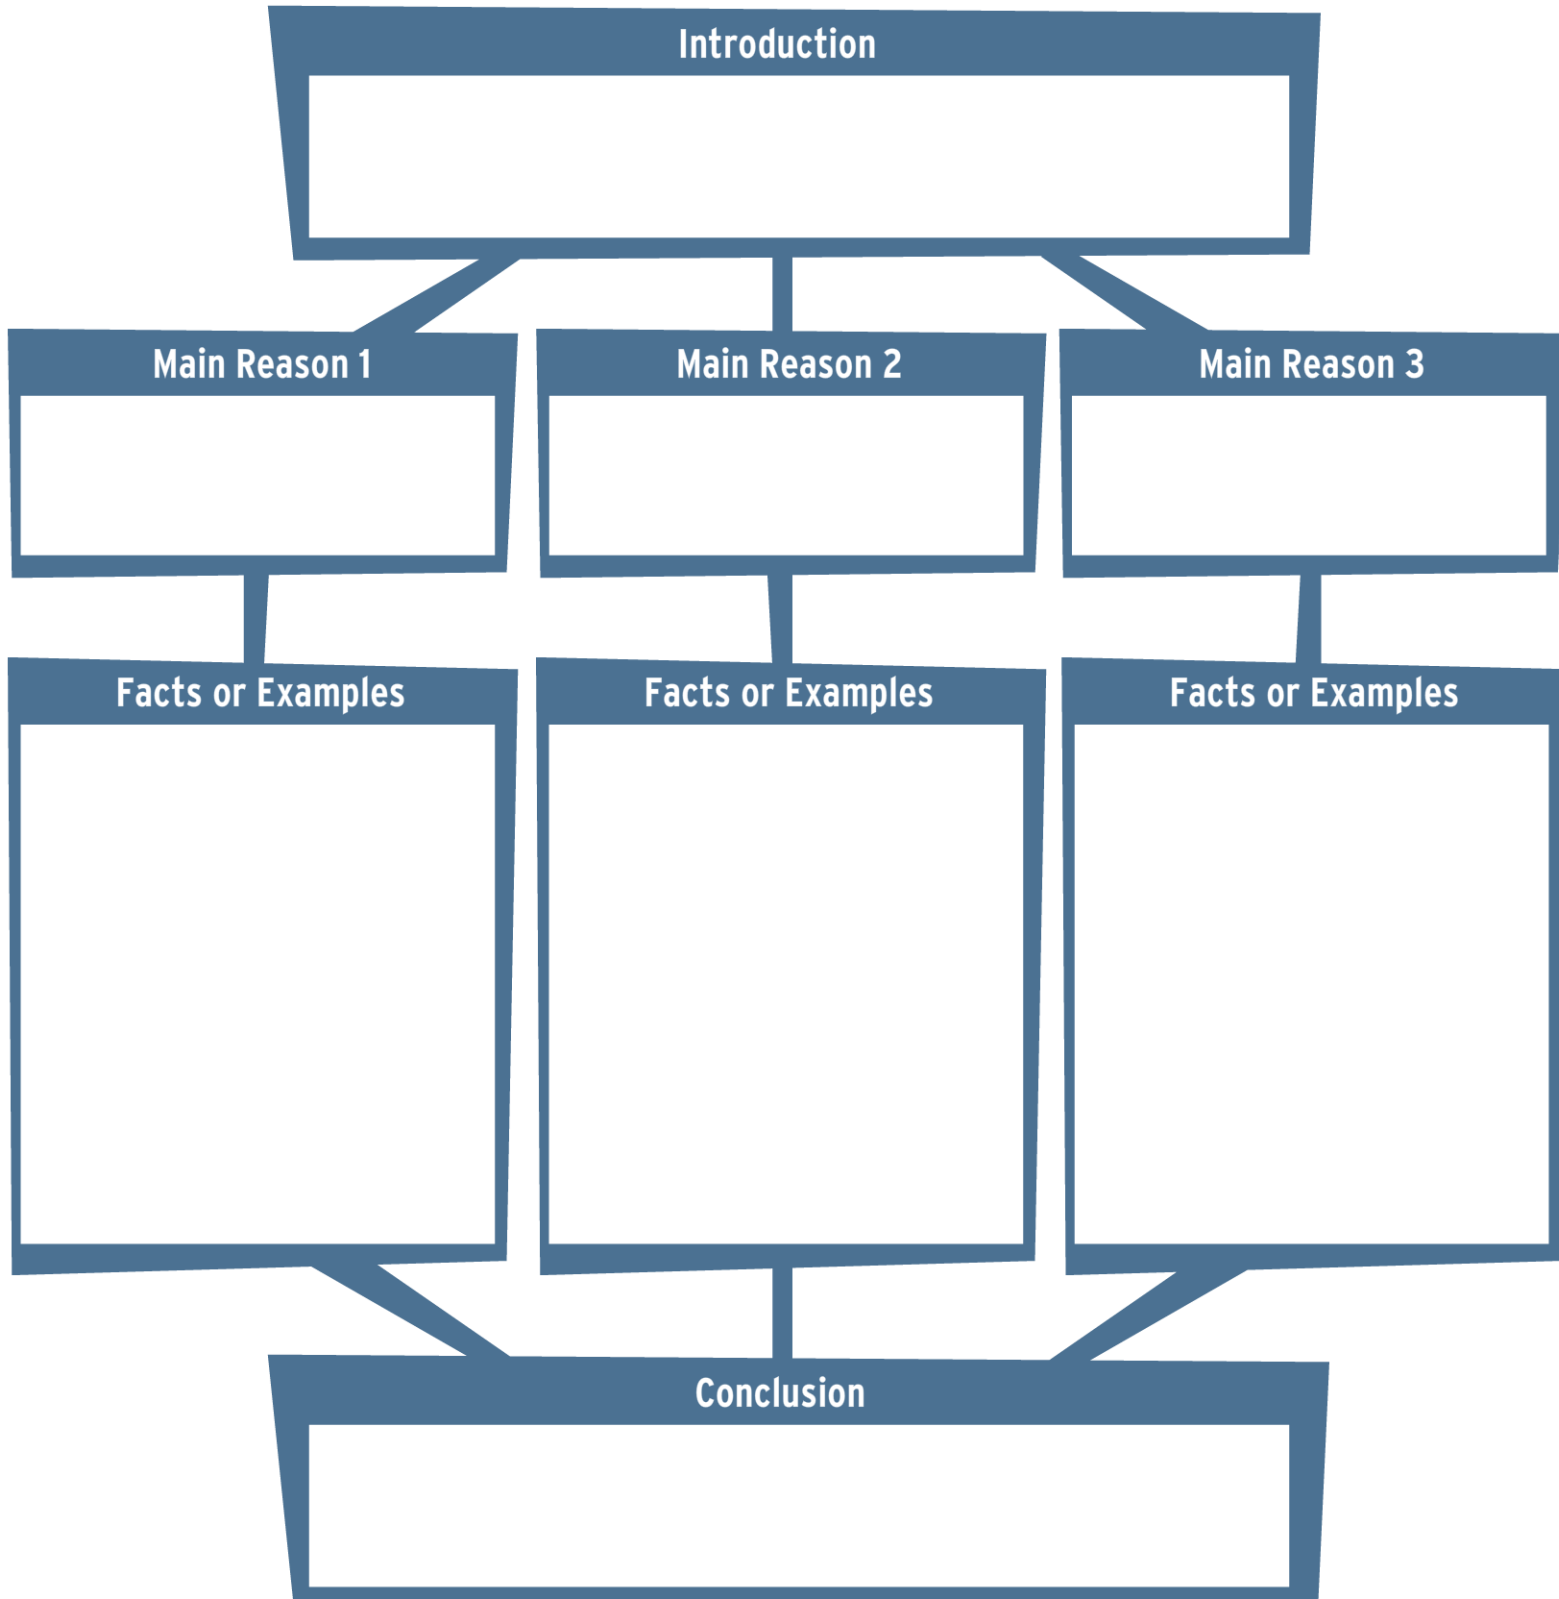 Introduction
Main Reason 1
Main Reason 2
Main Reason 3
Facts or Examples
Facts or Examples
Facts or Examples
Conclusion